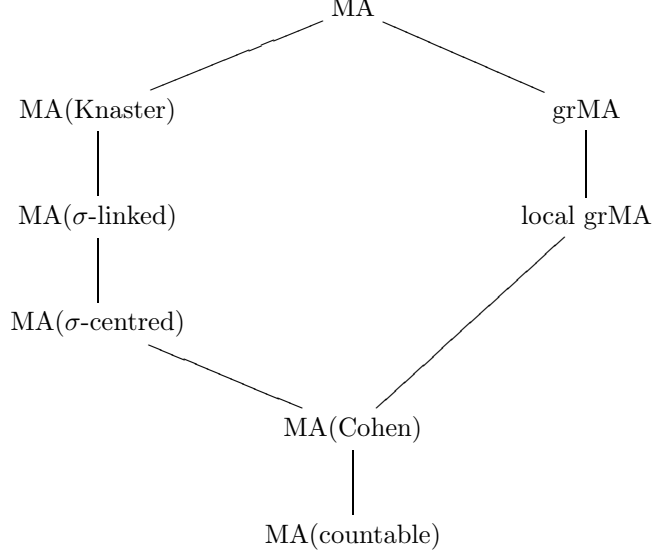 MA
MA(Knaster)
grMA
MA(σ-linked)
local grMA
MA(σ-centred)
MA(Cohen)
MA(countable)